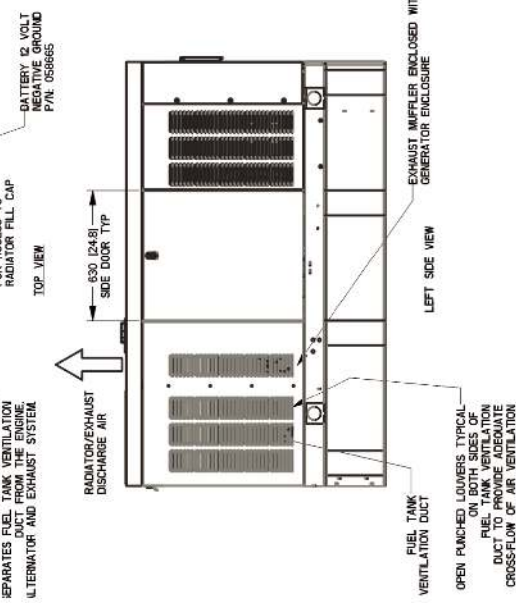 SEPARATES FUEL TANK VENTILATION
DUCT FROM THE ENGINE,
ALTERNATOR AND EXHAUST SYSTEM.
RADIATOR FILL CAP
BATTERY 12 VOLT
NEGATIVE GROUND
P/N: 058665
TOP VIEW
RADIATOR/EXHAUST
DISCHARGE AIR
630 [24.8]
SIDE DOOR TYP
FUEL TANK
VENTILATION DUCT
OPEN PUNCHED LOUVERS TYPICAL
ON BOTH SIDES OF
FUEL TANK VENTILATION
DUCT TO PROVIDE ADEQUATE
CROSS-FLOW OF AIR VENTILATION
LEFT SIDE VIEW
EXHAUST MUFFLER ENCLOSED WIT
GENERATOR ENCLOSURE